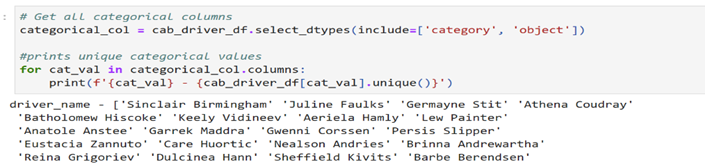 : # Get all categorical columns
categorical_col = cab_driver_df.select_dtypes(include=['category', 'object'])
#prints unique categorical values
for cat_val in categorical_col.columns:
    print(f'{cat_val} - {cab_driver_df[cat_val].unique()}')
driver_name - ['Sinclair Birmingham' 'Juline Faulks' 'Germayne Stit' 'Athena Coudray'
 'Batholomew Hiscoke' 'Keely Vidineev' 'Aeriela Hamly' 'Lew Painter'
 'Anatole Anstee' 'Garrek Maddra' 'Gwenni Corssen' 'Persis Slipper'
 'Eustacia Zannuto' 'Care Huortic' 'Nealson Andries' 'Brinna Andrewartha'
 'Reina Grigoriev' 'Dulcinea Hann' 'Sheffield Kivits' 'Barbe Berendsen'